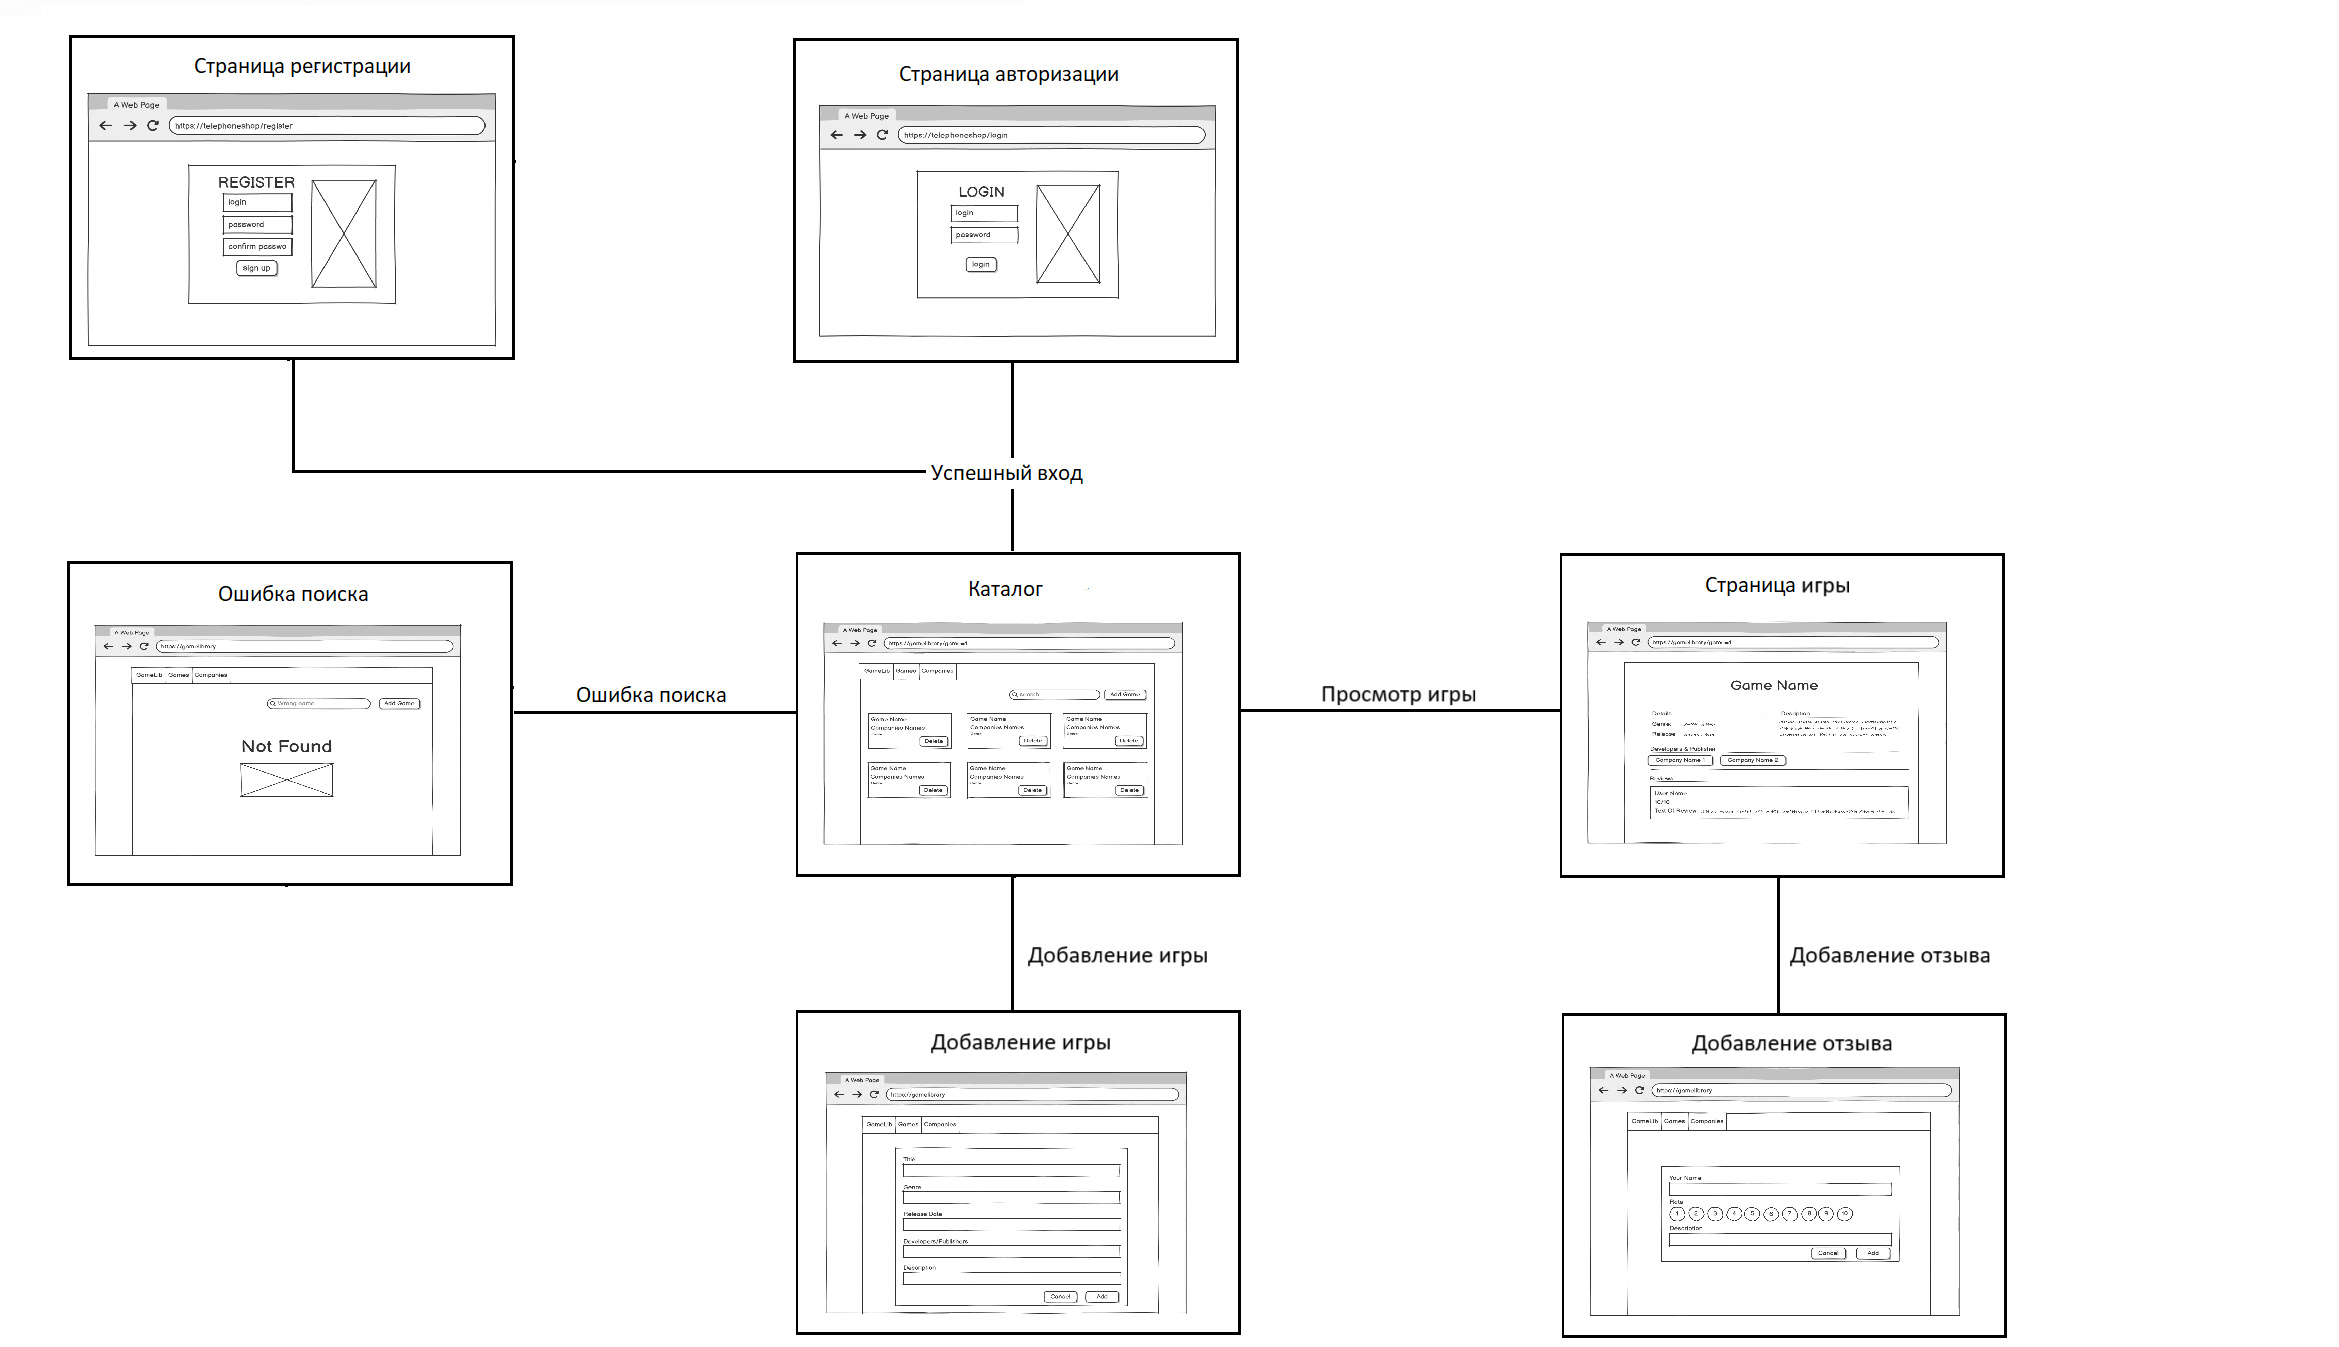 Страница регистрации
A Web Page
https://telephoneshop/register
REGISTER
login
password
confirm passwo
sign up
Страница авторизации
A Web Page
https://telephoneshop/login
LOGIN
login
password
login
Успешный вход
Ошибка поиска
A Web Page
https://gamelibrary
GameLib Games Companies
Wrong name
Add Game
Not Found
Ошибка поиска
Каталог
A Web Page
https://gamelibrary/game=4
GameLib Games Companies
search
Add Game
Game Name
Companies Names
Delete
Game Name
Companies Names
Delete
Game Name
Companies Names
Delete
Game Name
Companies Names
Delete
Game Name
Companies Names
Delete
Game Name
Companies Names
Delete
Просмотр игры
Страница игры
A Web Page
https://gamelibrary/game=4
Game Name
Details
Description
Genre:
Release:
Developers & Publisher
Company Name 1
Company Name 2
Reviews
User Name
10/10
Text Of Review
Добавление игры
Добавление отзыва
Добавление игры
A Web Page
https://gamelibrary
GameLib Games Companies
Title
Genre
Release Date
Developers/Publishers
Description
Cancel
Add
Добавление отзыва
A Web Page
https://gamelibrary
GameLib Games Companies
Your Name
Rate
1 2 3 4 5 6 7 8 9 10
Description
Cancel
Add